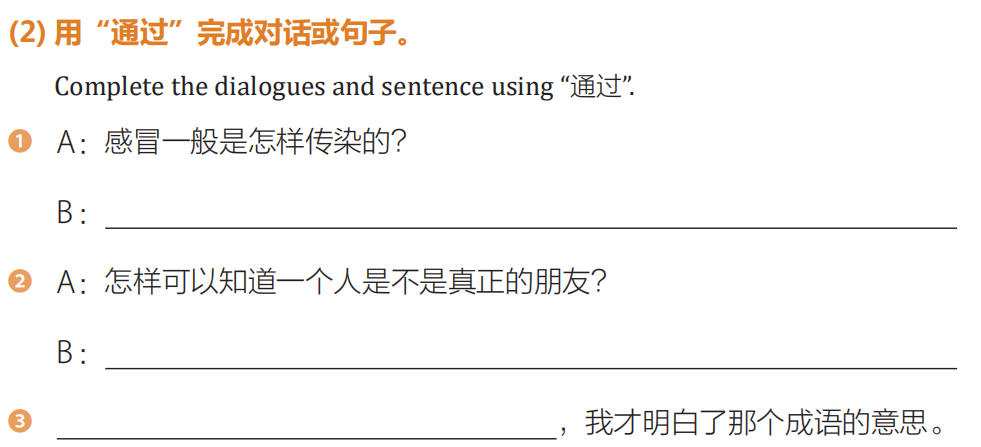 (2) 用“通过”完成对话或句子。
Complete the dialogues and sentence using “通过”.
1 A：感冒一般是怎样传染的？
B：
2 A：怎样可以知道一个人是不是真正的朋友？
B：
3 ，我才明白了那个成语的意思。